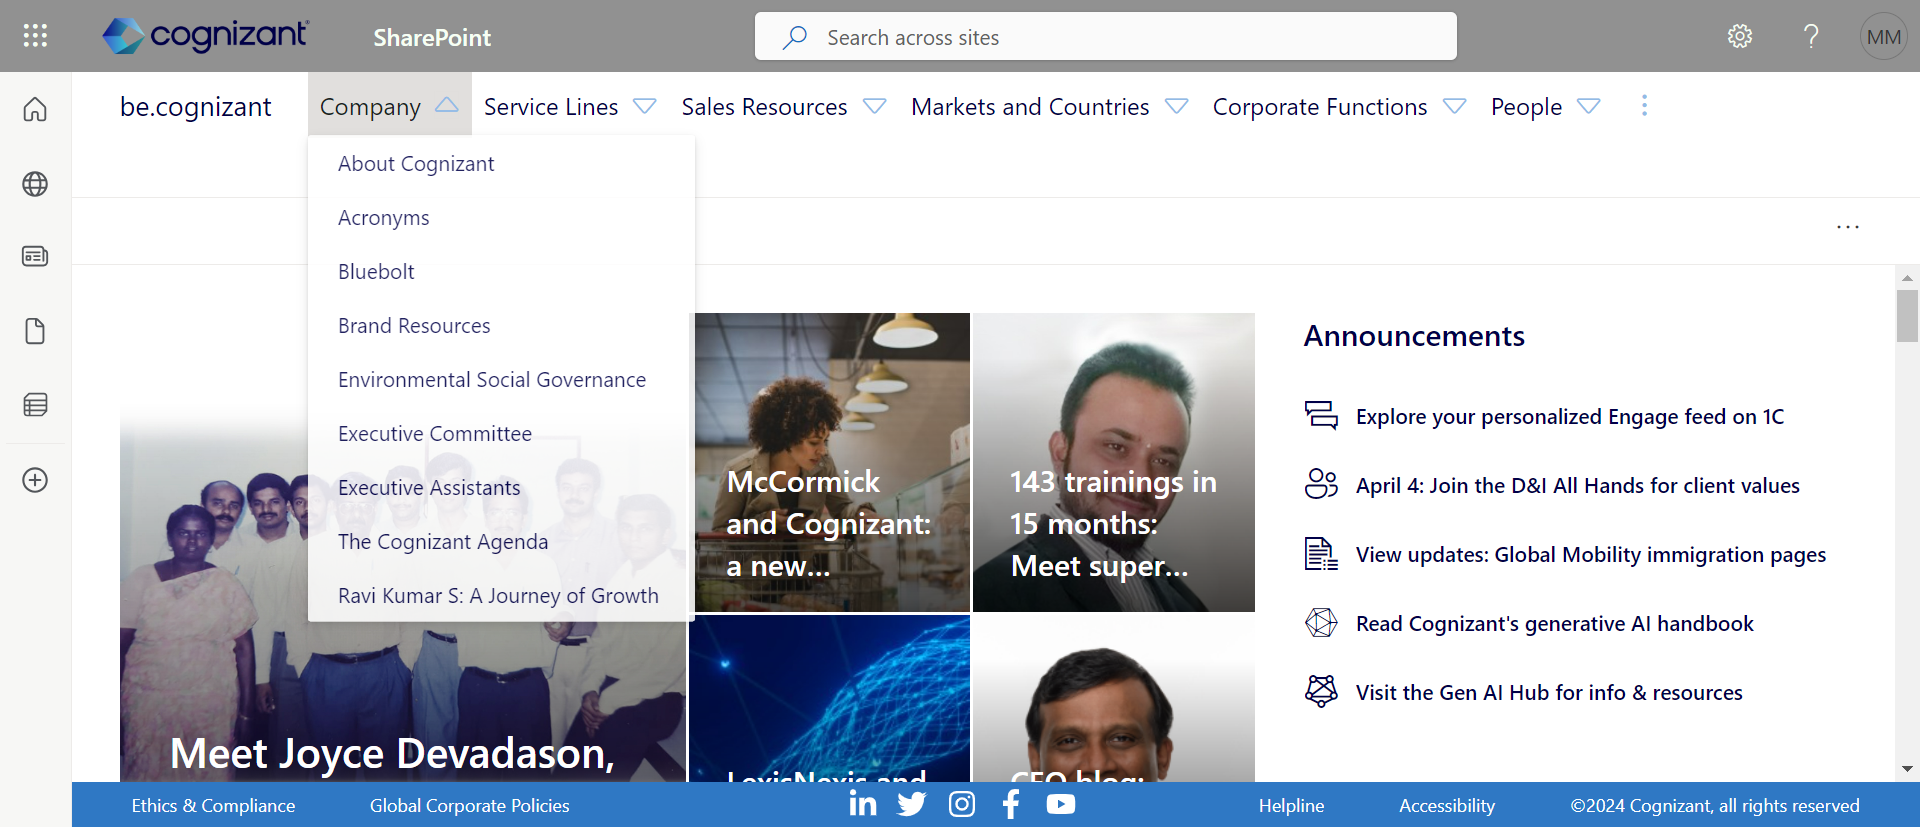 cognizant
SharePoint
Search across sites
MM
be.cognizant
Company
Service Lines
Sales Resources
Markets and Countries
Corporate Functions
People
About Cognizant
Acronyms
Bluebolt
Brand Resources
Environmental Social Governance
Executive Committee
Executive Assistants
The Cognizant Agenda
Ravi Kumar S: A Journey of Growth
Meet Joyce Devadason,
McCormick
and Cognizant:
a new...
143 trainings in
15 months:
Meet super...
LexisNexis and
CEO blog:
Announcements
Explore your personalized Engage feed on 1C
April 4: Join the D&I All Hands for client values
View updates: Global Mobility immigration pages
Read Cognizant's generative AI handbook
Visit the Gen AI Hub for info & resources
Ethics & Compliance
Global Corporate Policies
Helpline
Accessibility
©2024 Cognizant, all rights reserved